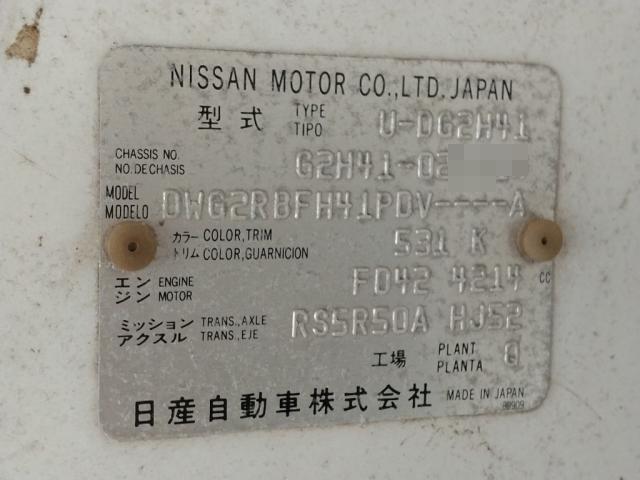 NISSAN MOTOR CO.,LTD.JAPAN
型式 TYPE TIPO U-DG2H41
CHASSIS NO. NO.DE CHASIS G2H41-02
MODEL MODELO DWG2RBFH41PDV----A
カラー COLOR,TRIM
トリム COLOR,GUARNICION 531 K
エンジン ENGINE MOTOR FD42 4214 CC
ミッション TRANS.,AXLE
アクスル TRANS.,EJE RS5R50A HJ52
工場 PLANT PLANTA
日産自動車株式会社 MADE IN JAPAN